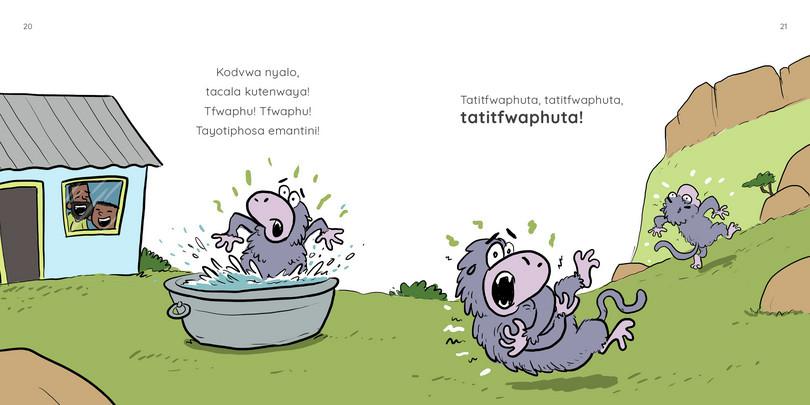 20
Kodvwa nyalo,
tacala kutenwaya!
Tfwaphu! Tfwaphu!
Tayotiphosa emantini!
21
Tatitfwaphuta, tatitfwaphuta,
tatitfwaphuta!